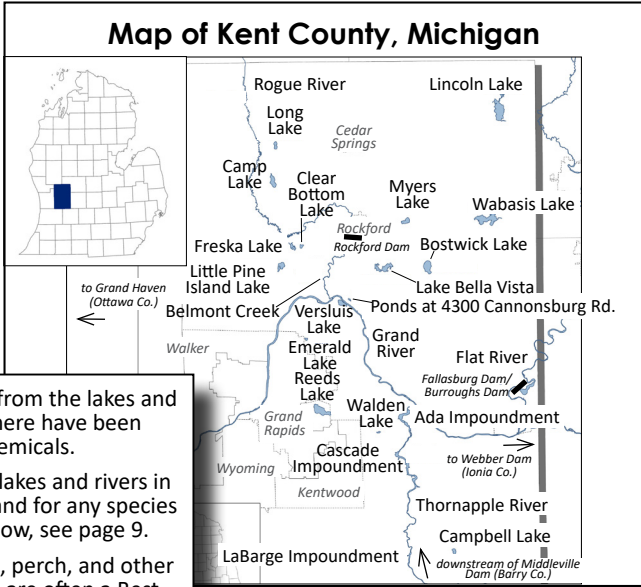 Map of Kent County, Michigan
Rogue River
Lincoln Lake
Long
Lake
Cedar
Springs
Camp
Lake
Clear
Bottom
Lake
Myers
Lake
Wabasis Lake
Rockford
Rockford Dam
Freska Lake
Bostwick Lake
Little Pine
Island Lake
Lake Bella Vista
to Grand Haven
(Ottawa Co.)
Belmont Creek
Versluis
Lake
Ponds at 4300 Cannonsburg Rd.
Walker
Emerald
Lake
Grand
River
Flat River
Reeds
Lake
Fallasburg Dam/
Burroughs Dam
Walden
Lake
Ada Impoundment
Grand
Rapids
Cascade
Impoundment
to Webber Dam
(Ionia Co.)
Wyoming
Kentwood
Thornapple River
Campbell Lake
LaBarge Impoundment
downstream of Middleville
Dam (Barry Co.)
from the lakes and
here have been
emicals.
lakes and rivers in
and for any species
ow, see page 9.
, perch, and other
are often a Best